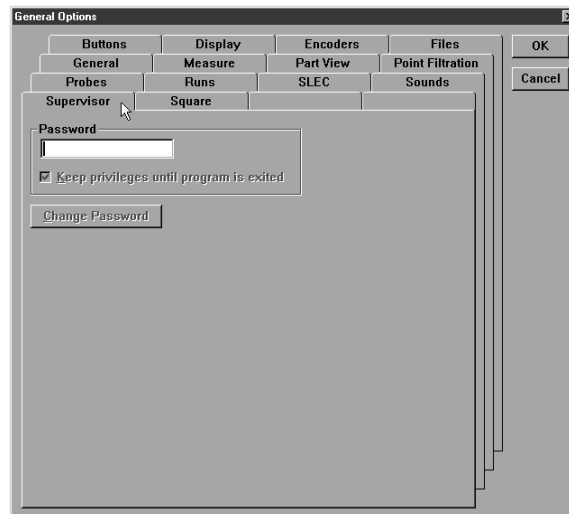 General Options
Buttons Display Encoders Files OK
General Measure Part View Point Filtration
Probes Runs SLEC Sounds Cancel
Supervisor Square
Password
Keep privileges until program is exited
Change Password